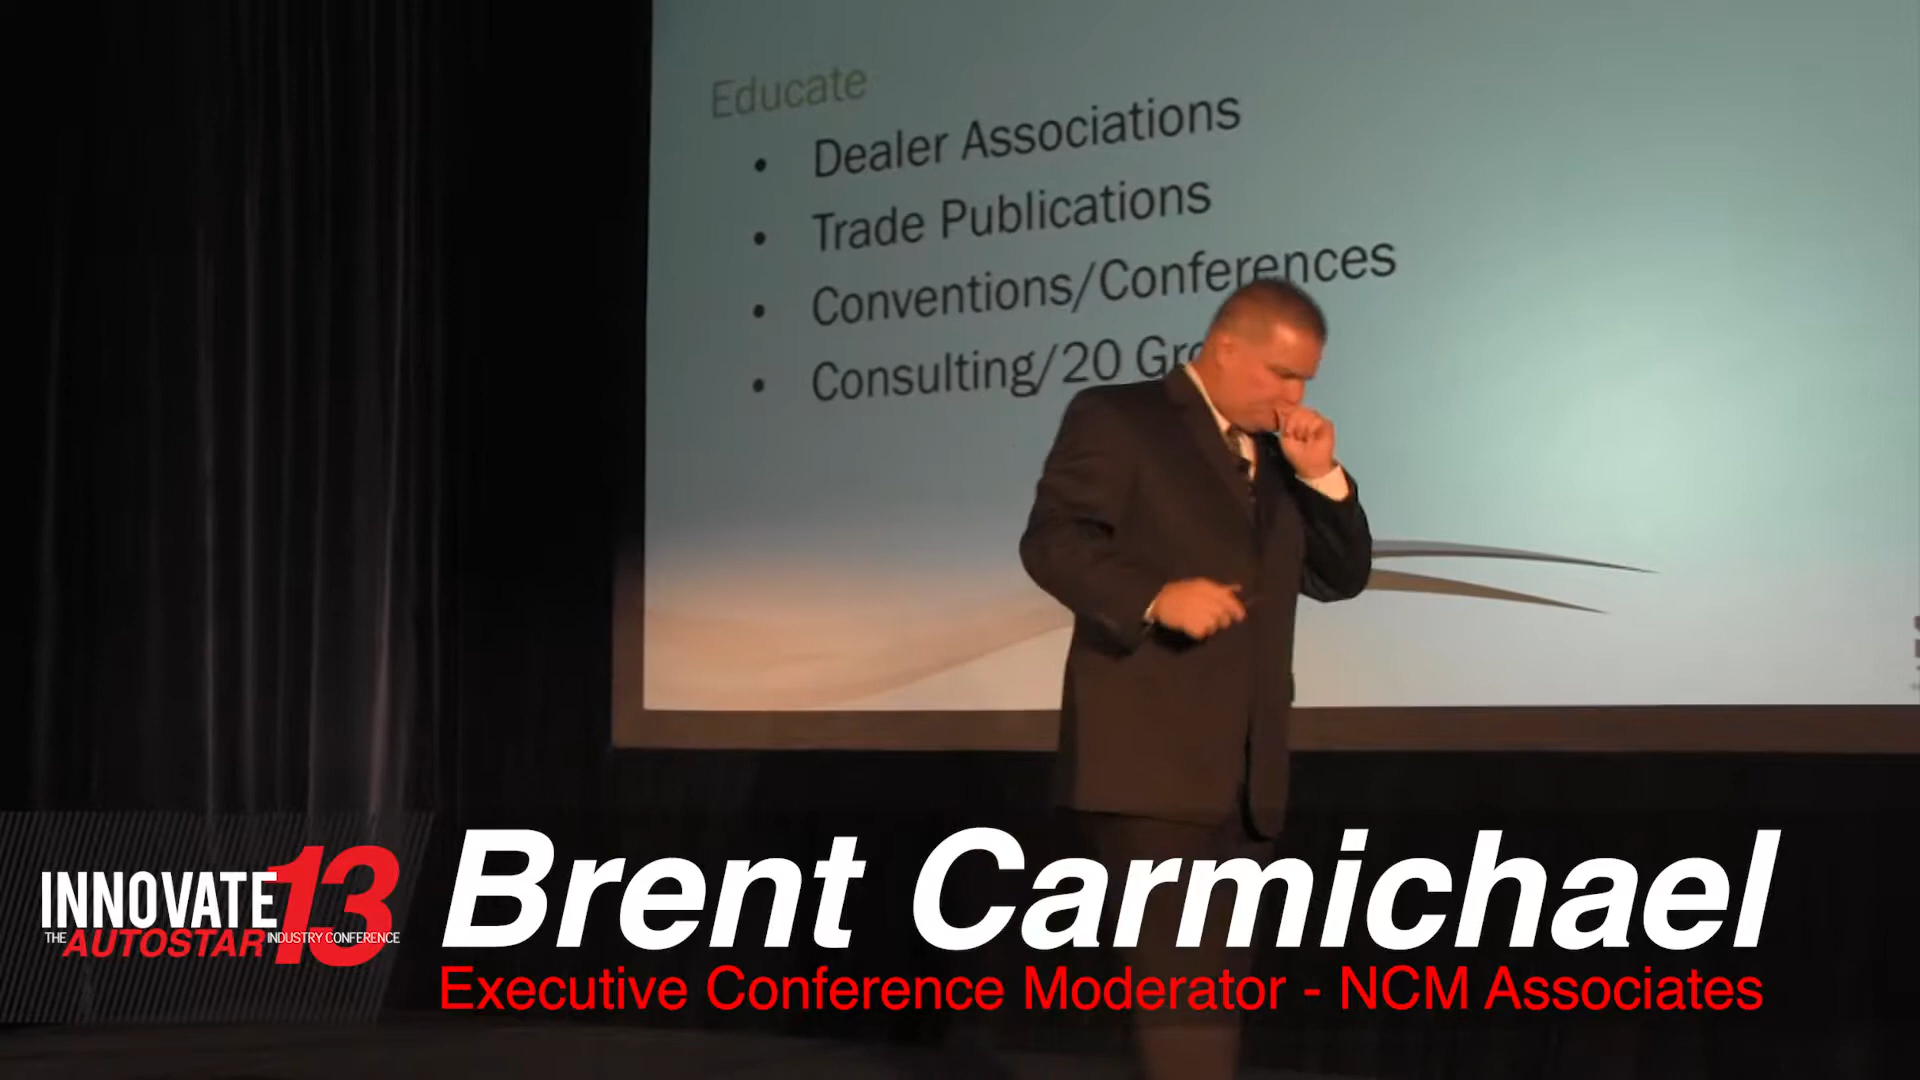 Educate
• Dealer Associations
• Trade Publications
• Conventions/Conferences
• Consulting/20
INNOVATE 13
THE AUTOSTAR INDUSTRY CONFERENCE
Brent Carmichael
Executive Conference Moderator - NCM Associates